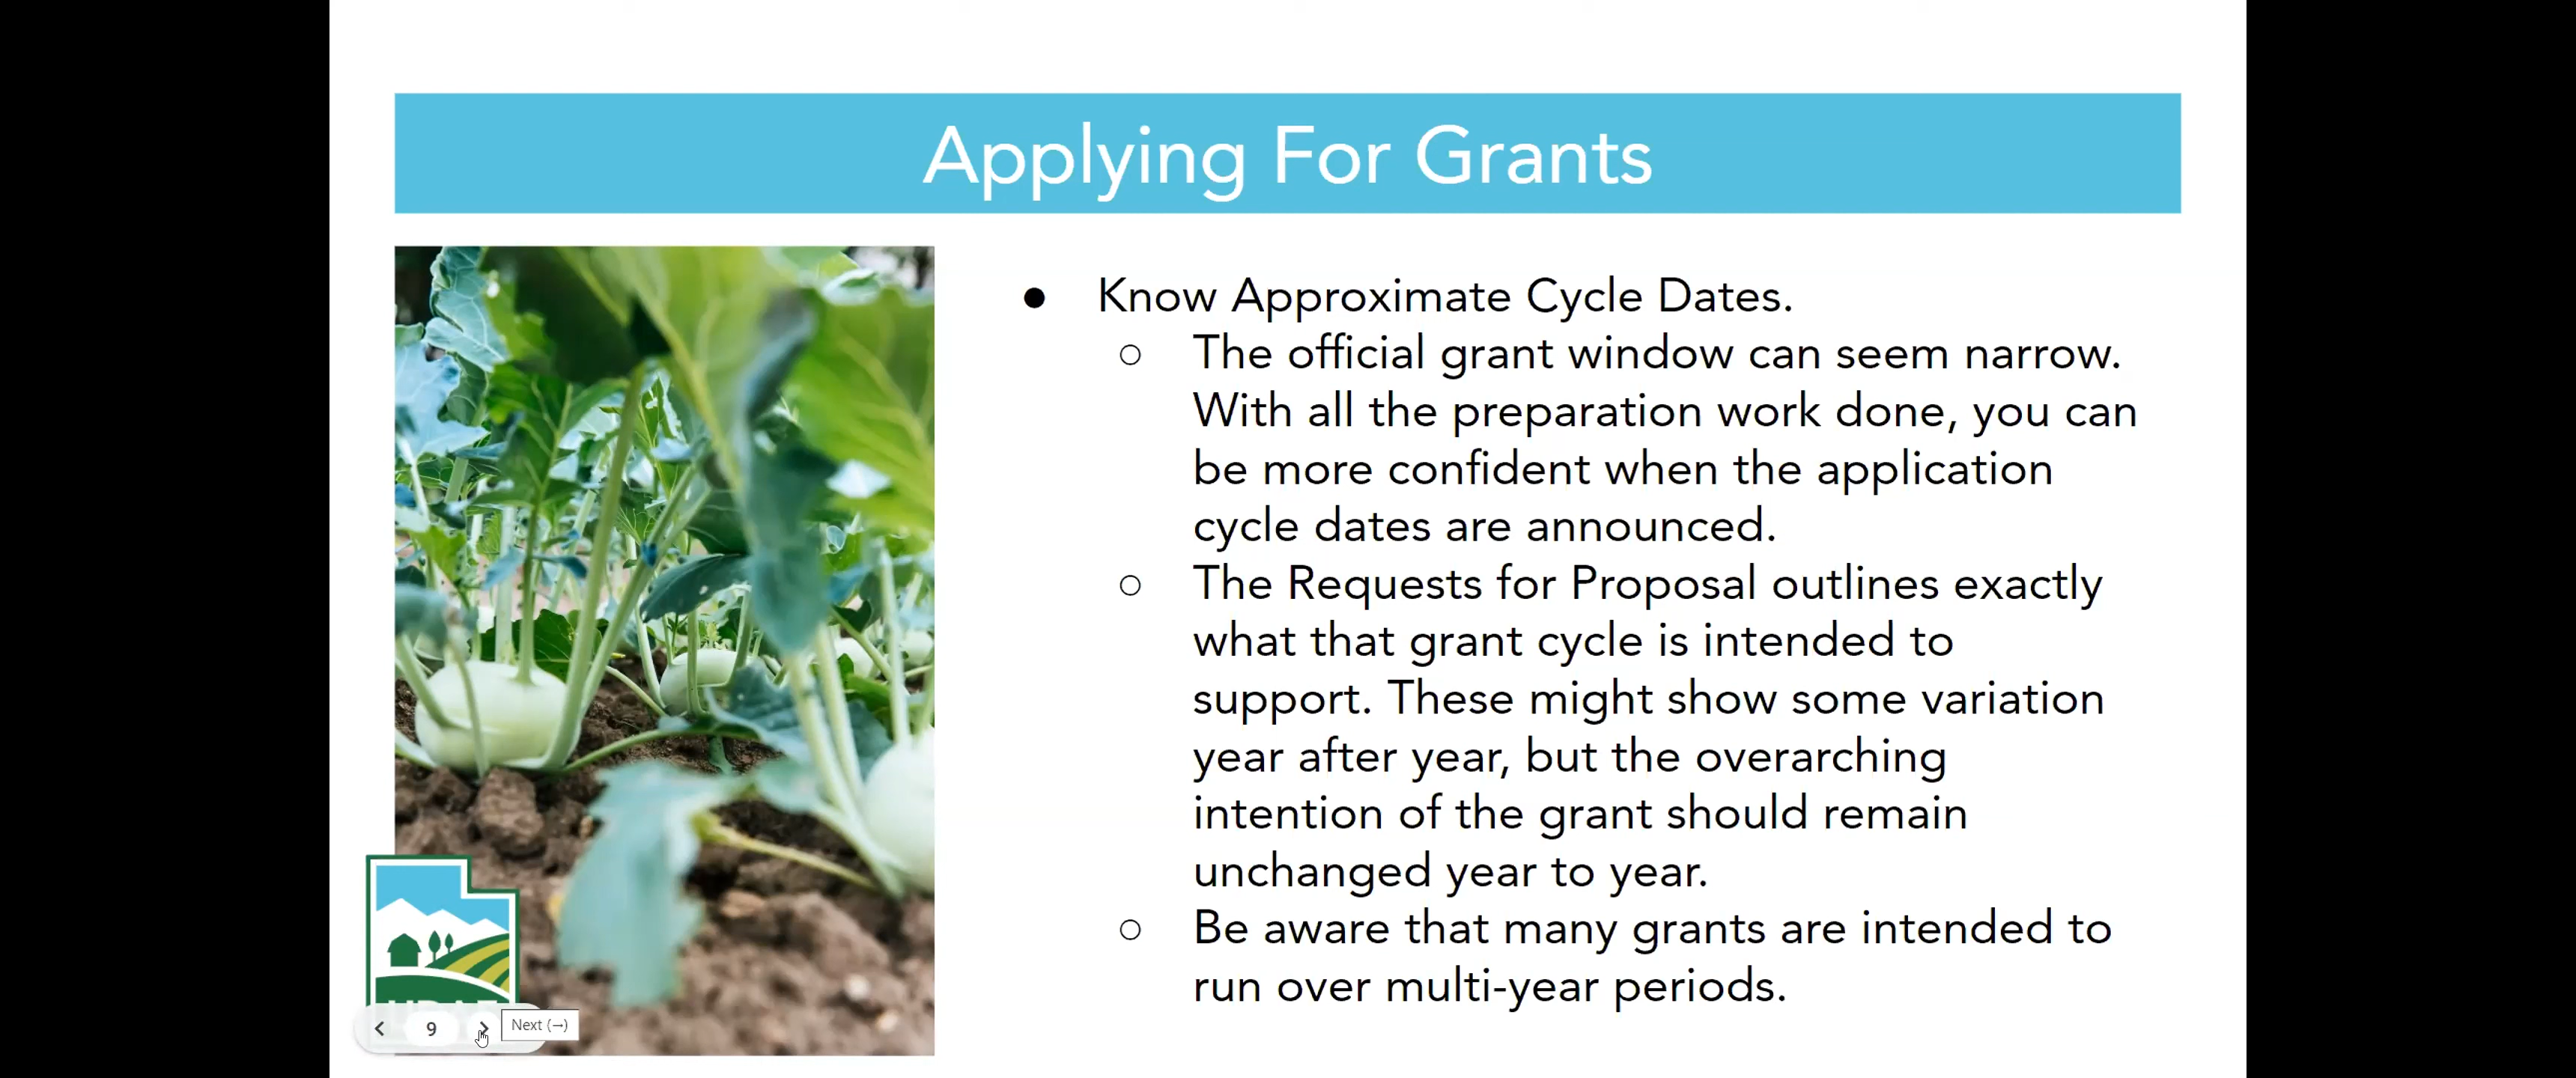 Applying For Grants
● Know Approximate Cycle Dates.
○ The official grant window can seem narrow.
With all the preparation work done, you can
be more confident when the application
cycle dates are announced.
○ The Requests for Proposal outlines exactly
what that grant cycle is intended to
support. These might show some variation
year after year, but the overarching
intention of the grant should remain
unchanged year to year.
○ Be aware that many grants are intended to
run over multi-year periods.
9
Next (→)